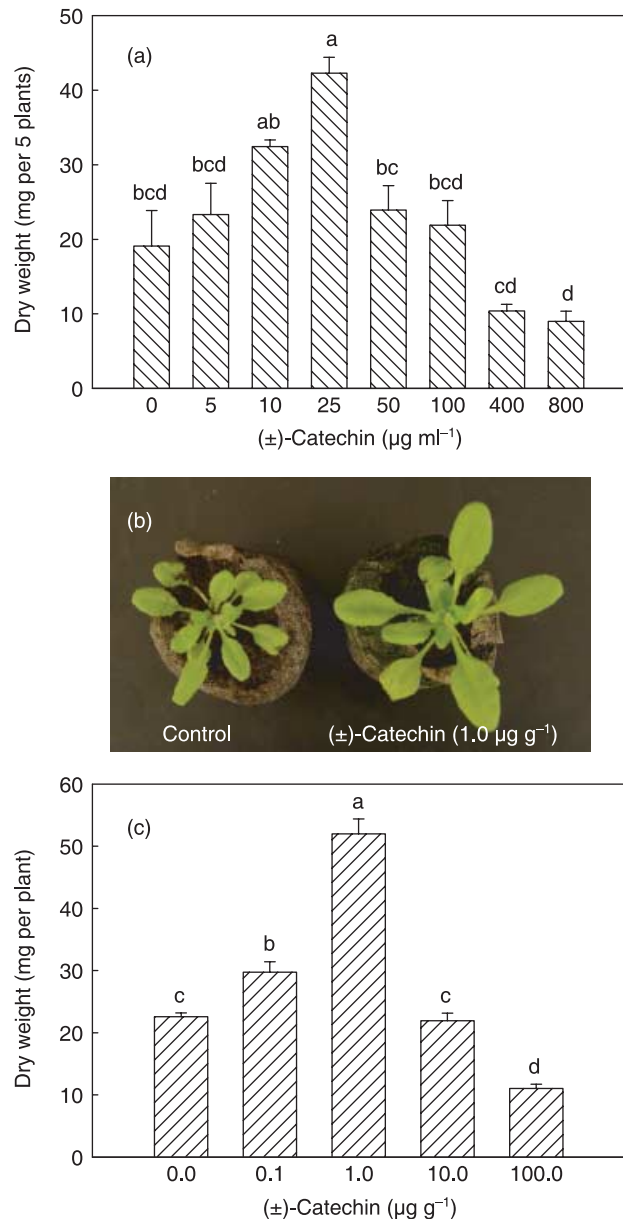 (a)
Dry weight (mg per 5 plants)
50
40
30
20
10
0
bcd
bcd
ab
a
bc
bcd
cd
d
0 5 10 25 50 100 400 800
(±)-Catechin (µg ml⁻¹)
(b)
Control (±)-Catechin (1.0 µg g⁻¹)
(c)
Dry weight (mg per plant)
60
50
40
30
20
10
0
c
b
a
c
d
0.0 0.1 1.0 10.0 100.0
(±)-Catechin (µg g⁻¹)